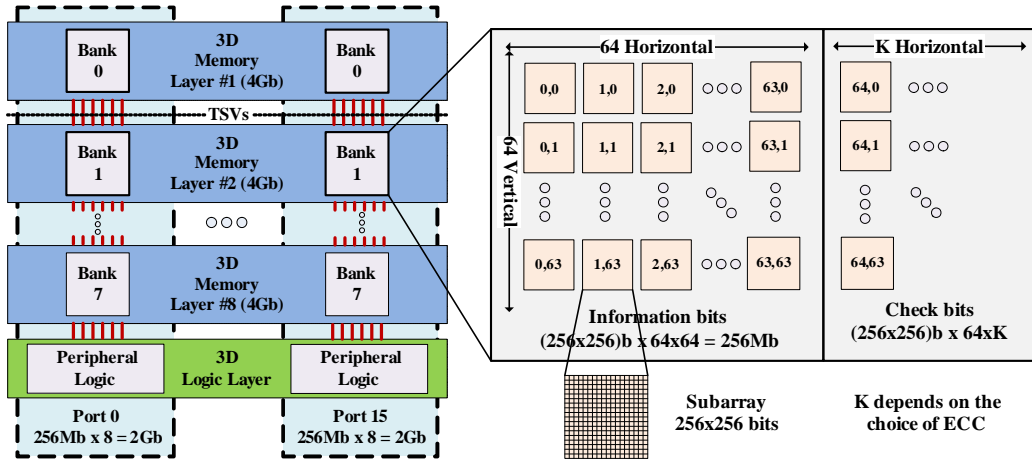 Bank
0
3D
Memory
Layer #1 (4Gb)
Bank
0
TSVs
Bank
1
3D
Memory
Layer #2 (4Gb)
Bank
1
Bank
7
3D
Memory
Layer #8 (4Gb)
Bank
7
Peripheral
Logic
3D
Logic Layer
Peripheral
Logic
Port 0
256Mb x 8 = 2Gb
Port 15
256Mb x 8 = 2Gb
64 Horizontal
64 Vertical
0,0 1,0 2,0 63,0
0,1 1,1 2,1 63,1
0,63 1,63 2,63 63,63
Information bits
(256x256)b x 64x64 = 256Mb
K Horizontal
64,0
64,1
64,63
Check bits
(256x256)b x 64xK
Subarray
256x256 bits
K depends on the
choice of ECC